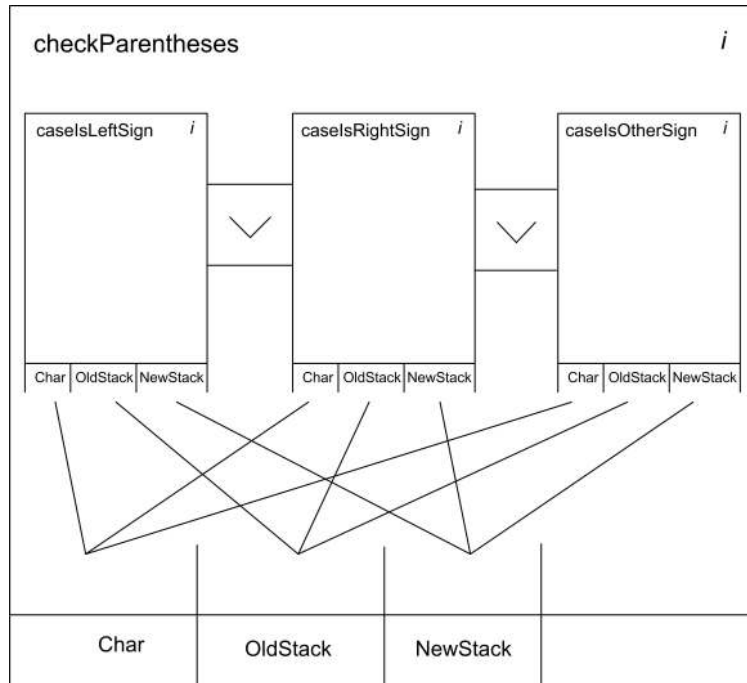 checkParentheses i
caseIsLeftSign i
caseIsRightSign i
caseIsOtherSign i
Char OldStack NewStack
Char OldStack NewStack
Char OldStack NewStack
Char OldStack NewStack